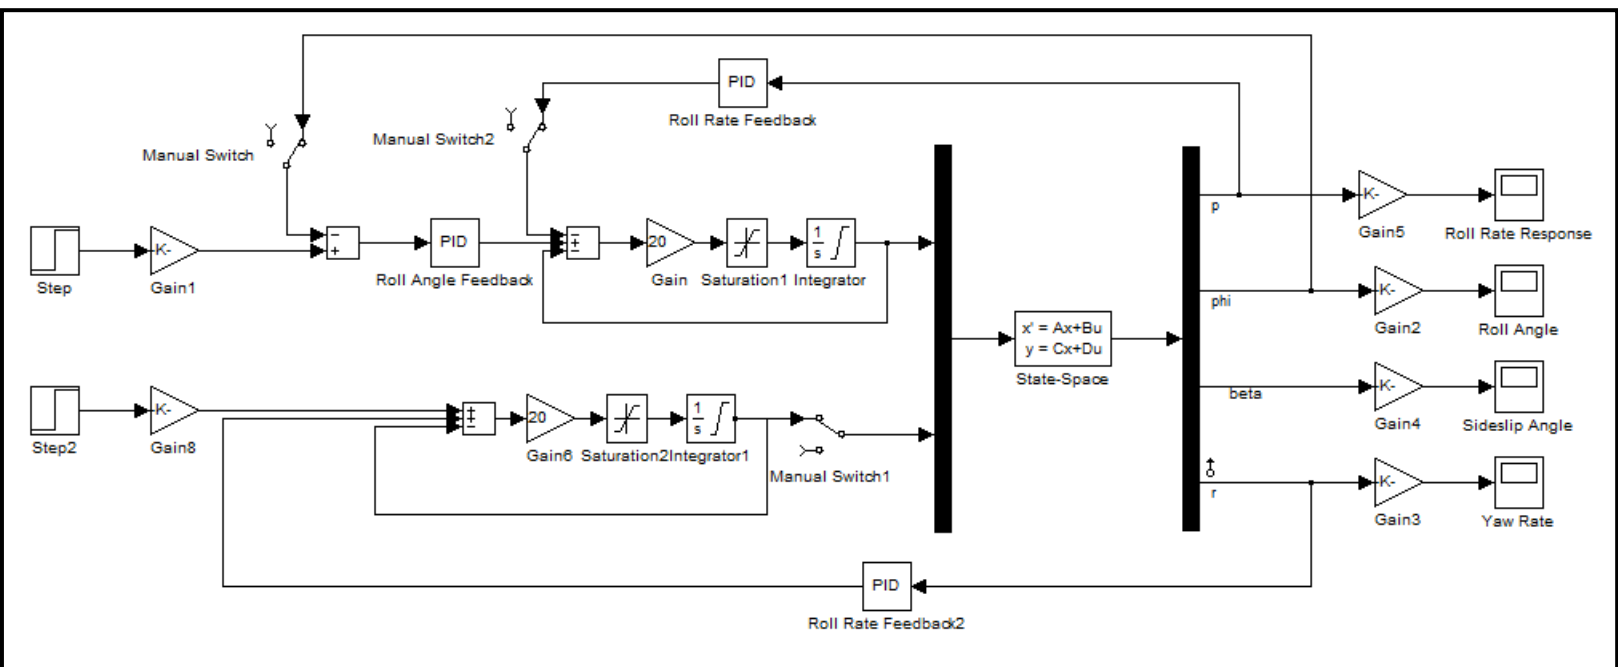 PID
Roll Rate Feedback
Manual Switch2
Manual Switch
K-
p
Roll Rate Response
Gain5
−
+
PID
−
+
±
20
1
s
Step
Gain1
Roll Angle Feedback
Gain
Saturation1
Integrator
K-
phi
Gain2
Roll Angle
x' = Ax+Bu
y = Cx+Du
State-Space
K-
beta
Gain4
Sideslip Angle
K-
±
±
20
1
s
Step2
Gain8
Gain6
Saturation2
Integrator1
Manual Switch1
K-
r
Gain3
Yaw Rate
K-
PID
Roll Rate Feedback2